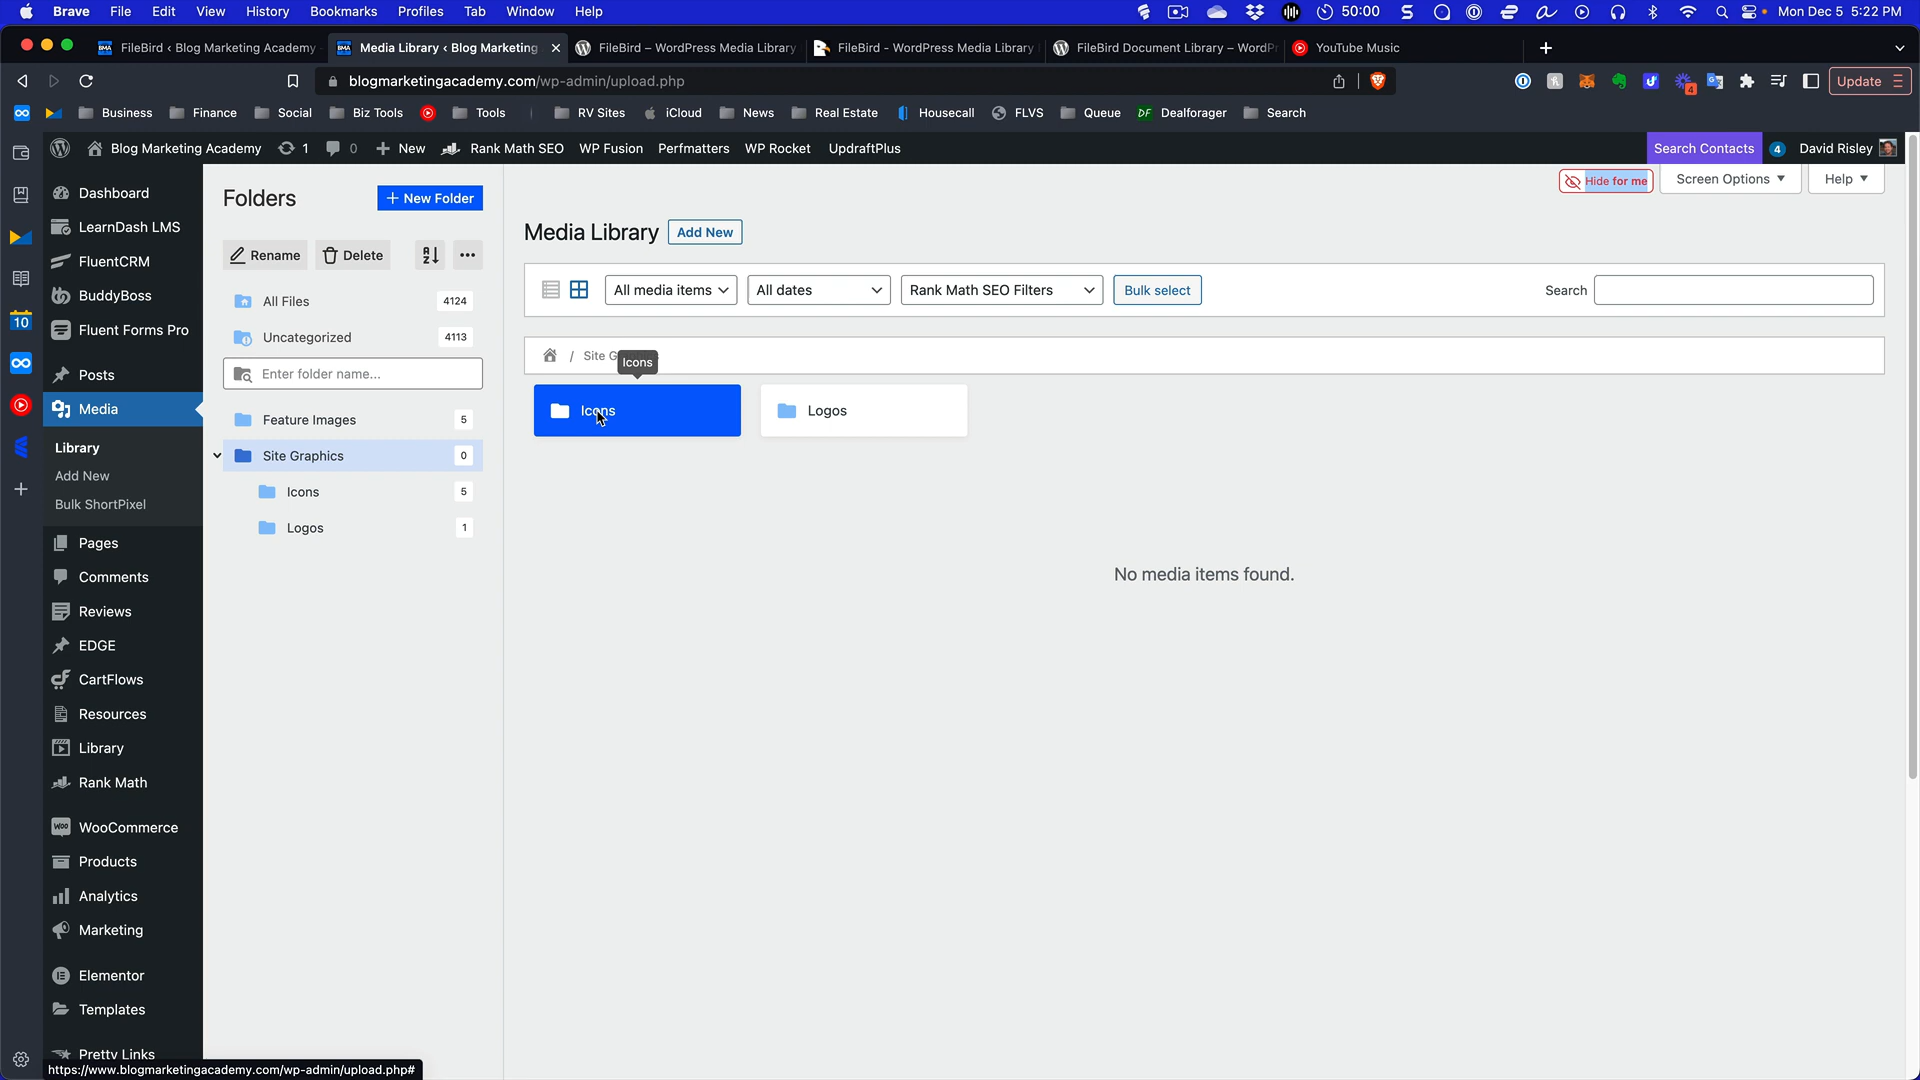 Brave File Edit View History Bookmarks Profiles Tab Window Help 50:00 Mon Dec 5 5:22 PM
FileBird ‹ Blog Marketing Academy Media Library ‹ Blog Marketing FileBird – WordPress Media Library FileBird - WordPress Media Library FileBird Document Library – WordPr YouTube Music
blogmarketingacademy.com/wp-admin/upload.php Update
Business Finance Social Biz Tools Tools RV Sites iCloud News Real Estate Housecall FLVS Queue DF Dealforager Search
Blog Marketing Academy 1 0 New Rank Math SEO WP Fusion Perfmatters WP Rocket UpdraftPlus Search Contacts 4 David Risley
Hide for me Screen Options Help
Dashboard
LearnDash LMS
FluentCRM
BuddyBoss
Fluent Forms Pro
Posts
Media
Library
Add New
Bulk ShortPixel
Pages
Comments
Reviews
EDGE
CartFlows
Resources
Library
Rank Math
WooCommerce
Products
Analytics
Marketing
Elementor
Templates
Pretty Links
Folders + New Folder
Rename Delete
All Files 4124
Uncategorized 4113
Enter folder name...
Feature Images 5
Site Graphics 0
Icons 5
Logos 1
Media Library Add New
All media items All dates Rank Math SEO Filters Bulk select Search
/ Site G
Icons
Icons Logos
No media items found.
10
4
https://www.blogmarketingacademy.com/wp-admin/upload.php#